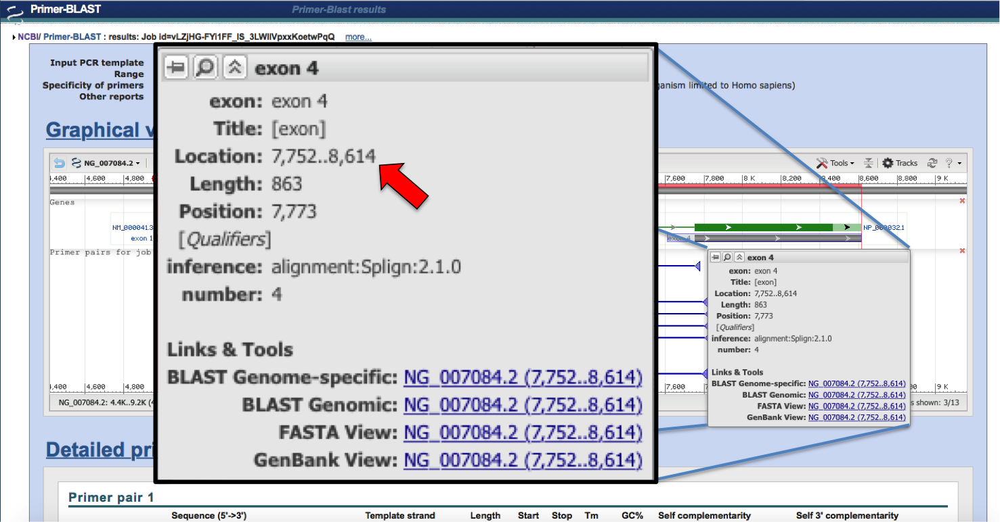 Primer-BLAST
Primer-Blast results
NCBI/ Primer-BLAST : results: Job id=vLZjHG-FYi1FF_IS_3LWIIVpxxKoetwPqQ more...
Input PCR template
Range
Specificity of primers
Other reports
ganism limited to Homo sapiens)
Graphical v
NG_007084.2
Tools
Tracks
?
4,400 4,600 4,800
7,600 7,800 8 K 8,200 8,400 8,600 8,800 9 K
Genes
NM_000041.3
exon 1
NP_000032.1
exon 4
Primer pairs for job
exon 4
exon: exon 4
Title: [exon]
Location: 7,752..8,614
Length: 863
Position: 7,773
[Qualifiers]
inference: alignment:Splign:2.1.0
number: 4
Links & Tools
BLAST Genome-specific: NG_007084.2 (7,752..8,614)
BLAST Genomic: NG_007084.2 (7,752..8,614)
FASTA View: NG_007084.2 (7,752..8,614)
GenBank View: NG_007084.2 (7,752..8,614)
exon 4
exon: exon 4
Title: [exon]
Location: 7,752..8,614
Length: 863
Position: 7,773
[Qualifiers]
inference: alignment:Splign:2.1.0
number: 4
Links & Tools
BLAST Genome-specific: NG_007084.2 (7,752..8,614)
BLAST Genomic: NG_007084.2 (7,752..8,614)
FASTA View: NG_007084.2 (7,752..8,614)
GenBank View: NG_007084.2 (7,752..8,614)
,400 4,600 4,800
7,600 9 K
NG_007084.2: 4.4K..9.2K (4
s shown: 3/13
Detailed pri
Primer pair 1
Sequence (5'->3') Template strand Length Start Stop Tm GC% Self complementarity Self 3' complementarity